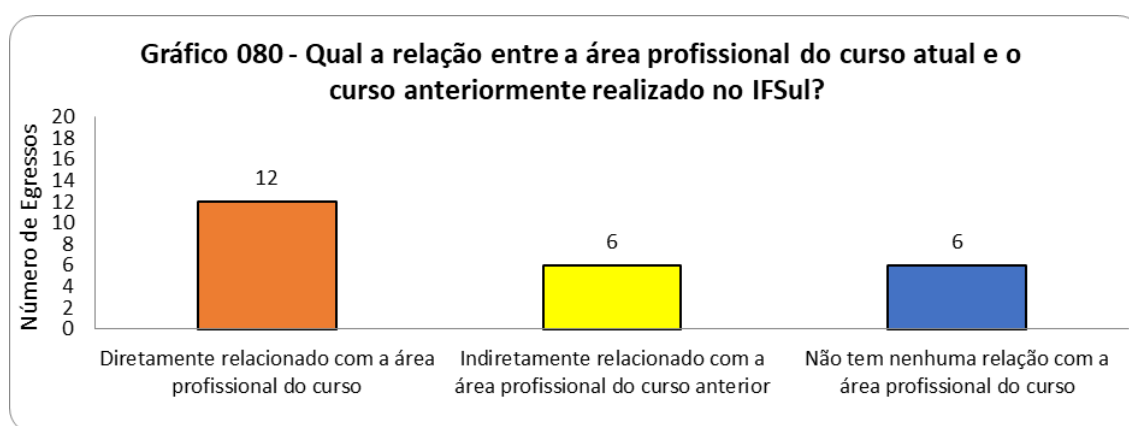 Gráfico 080 - Qual a relação entre a área profissional do curso atual e o
curso anteriormente realizado no IFSul?
Número de Egressos
20
18
16
14
12
10
8
6
4
2
0
12
6
6
Diretamente relacionado com a área
profissional do curso
Indiretamente relacionado com a
área profissional do curso anterior
Não tem nenhuma relação com a
área profissional do curso